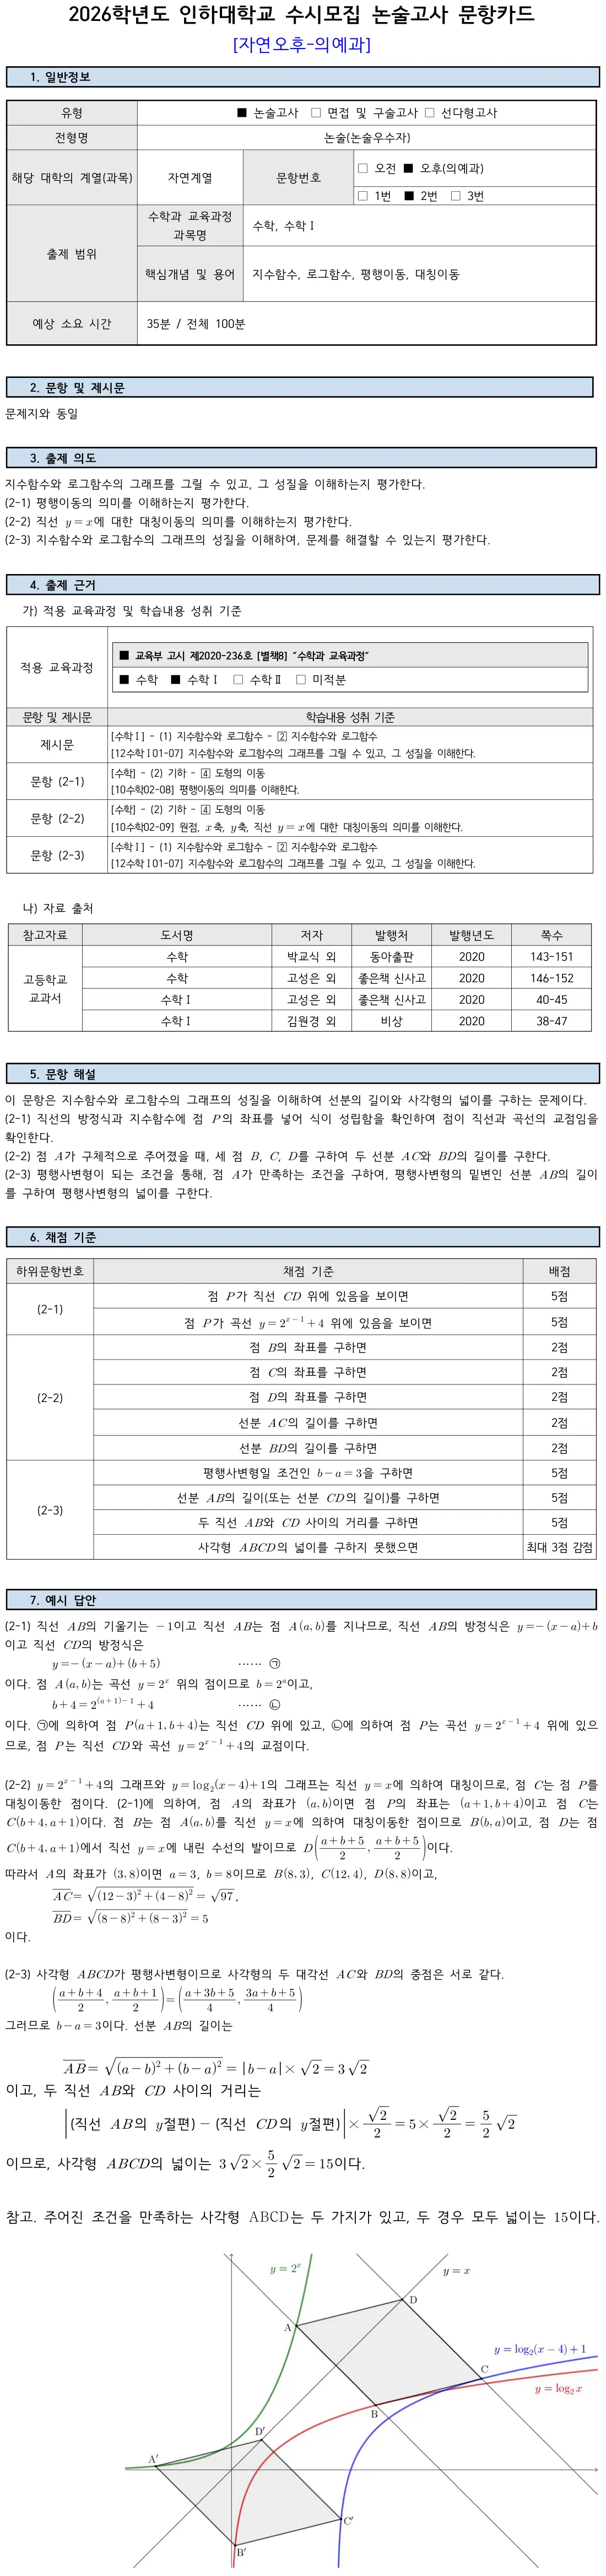 2026학년도 인하대학교 수시모집 논술고사 문항카드
[자연오후-의예과]
1. 일반정보
유형
■ 논술고사 □ 면접 및 구술고사 □ 선다형고사
전형명
논술(논술우수자)
해당 대학의 계열(과목)
자연계열
문항번호
□ 오전 ■ 오후(의예과)
□ 1번 ■ 2번 □ 3번
출제 범위
수학과 교육과정 과목명
수학, 수학Ⅰ
핵심개념 및 용어
지수함수, 로그함수, 평행이동, 대칭이동
예상 소요 시간
35분 / 전체 100분
2. 문항 및 제시문
문제지와 동일
3. 출제 의도
지수함수와 로그함수의 그래프를 그릴 수 있고, 그 성질을 이해하는지 평가한다.
(2-1) 평행이동의 의미를 이해하는지 평가한다.
(2-2) 직선 y=x에 대한 대칭이동의 의미를 이해하는지 평가한다.
(2-3) 지수함수와 로그함수의 그래프의 성질을 이해하여, 문제를 해결할 수 있는지 평가한다.
4. 출제 근거
가) 적용 교육과정 및 학습내용 성취 기준
적용 교육과정
■ 교육부 고시 제2020-236호 [별책8] "수학과 교육과정"
■ 수학 ■ 수학Ⅰ □ 수학Ⅱ □ 미적분
문항 및 제시문
학습내용 성취 기준
제시문
[수학Ⅰ] - (1) 지수함수와 로그함수 - ② 지수함수와 로그함수
[12수학Ⅰ01-07] 지수함수와 로그함수의 그래프를 그릴 수 있고, 그 성질을 이해한다.
문항 (2-1)
[수학] - (2) 기하 - ④ 도형의 이동
[10수학02-08] 평행이동의 의미를 이해한다.
문항 (2-2)
[수학] - (2) 기하 - ④ 도형의 이동
[10수학02-09] 원점, x축, y축, 직선 y=x에 대한 대칭이동의 의미를 이해한다.
문항 (2-3)
[수학Ⅰ] - (1) 지수함수와 로그함수 - ② 지수함수와 로그함수
[12수학Ⅰ01-07] 지수함수와 로그함수의 그래프를 그릴 수 있고, 그 성질을 이해한다.
나) 자료 출처
참고자료 도서명 저자 발행처 발행년도 쪽수
고등학교 교과서
수학 박교식 외 동아출판 2020 143-151
수학 고성은 외 좋은책 신사고 2020 146-152
수학Ⅰ 고성은 외 좋은책 신사고 2020 40-45
수학Ⅰ 김원경 외 비상 2020 38-47
5. 문항 해설
이 문항은 지수함수와 로그함수의 그래프의 성질을 이해하여 선분의 길이와 사각형의 넓이를 구하는 문제이다.
(2-1) 직선의 방정식과 지수함수에 점 P의 좌표를 넣어 식이 성립함을 확인하여 점이 직선과 곡선의 교점임을
확인한다.
(2-2) 점 A가 구체적으로 주어졌을 때, 세 점 B, C, D를 구하여 두 선분 AC와 BD의 길이를 구한다.
(2-3) 평행사변형이 되는 조건을 통해, 점 A가 만족하는 조건을 구하여, 평행사변형의 밑변인 선분 AB의 길이
를 구하여 평행사변형의 넓이를 구한다.
6. 채점 기준
하위문항번호 채점 기준 배점
(2-1)
점 P가 직선 CD 위에 있음을 보이면 5점
점 P가 곡선 y=2^{x-1}+4 위에 있음을 보이면 5점
(2-2)
점 B의 좌표를 구하면 2점
점 C의 좌표를 구하면 2점
점 D의 좌표를 구하면 2점
선분 AC의 길이를 구하면 2점
선분 BD의 길이를 구하면 2점
(2-3)
평행사변형일 조건인 b-a=3을 구하면 5점
선분 AB의 길이(또는 선분 CD의 길이)를 구하면 5점
두 직선 AB와 CD 사이의 거리를 구하면 5점
사각형 ABCD의 넓이를 구하지 못했으면 최대 3점 감점
7. 예시 답안
(2-1) 직선 AB의 기울기는 -1이고 직선 AB는 점 A(a, b)를 지나므로, 직선 AB의 방정식은 y=-(x-a)+b
이고 직선 CD의 방정식은
y=-(x-a)+(b+5) ⋯⋯ ㉠
이다. 점 A(a, b)는 곡선 y=2^x 위의 점이므로 b=2^a이고,
b+4=2^{(a+1)-1}+4 ⋯⋯ ㉡
이다. ㉠에 의하여 점 P(a+1, b+4)는 직선 CD 위에 있고, ㉡에 의하여 점 P는 곡선 y=2^{x-1}+4 위에 있으
므로, 점 P는 직선 CD와 곡선 y=2^{x-1}+4의 교점이다.
(2-2) y=2^{x-1}+4의 그래프와 y=log_2(x-4)+1의 그래프는 직선 y=x에 의하여 대칭이므로, 점 C는 점 P를
대칭이동한 점이다. (2-1)에 의하여, 점 A의 좌표가 (a, b)이면 점 P의 좌표는 (a+1, b+4)이고 점 C는
C(b+4, a+1)이다. 점 B는 점 A(a, b)를 직선 y=x에 의하여 대칭이동한 점이므로 B(b, a)이고, 점 D는 점
C(b+4, a+1)에서 직선 y=x에 내린 수선의 발이므로 D((a+b+5)/2, (a+b+5)/2)이다.
따라서 A의 좌표가 (3, 8)이면 a=3, b=8이므로 B(8, 3), C(12, 4), D(8, 8)이고,
AC=√((12-3)²+(4-8)²)=√97,
BD=√((8-8)²+(8-3)²)=5
이다.
(2-3) 사각형 ABCD가 평행사변형이므로 사각형의 두 대각선 AC와 BD의 중점은 서로 같다.
((a+b+4)/2, (a+b+1)/2)=((a+3b+5)/4, (3a+b+5)/4)
그러므로 b-a=3이다. 선분 AB의 길이는
AB=√((a-b)²+(b-a)²)=|b-a|×√2=3√2
이고, 두 직선 AB와 CD 사이의 거리는
|(직선 AB의 y절편)-(직선 CD의 y절편)|×√2/2=5×√2/2=5/2√2
이므로, 사각형 ABCD의 넓이는 3√2×5/2√2=15이다.
참고. 주어진 조건을 만족하는 사각형 ABCD는 두 가지가 있고, 두 경우 모두 넓이는 15이다.
y=2^x
y=x
D
A
y=log_2(x-4)+1
C
y=log_2 x
B
D′
A′
C′
B′